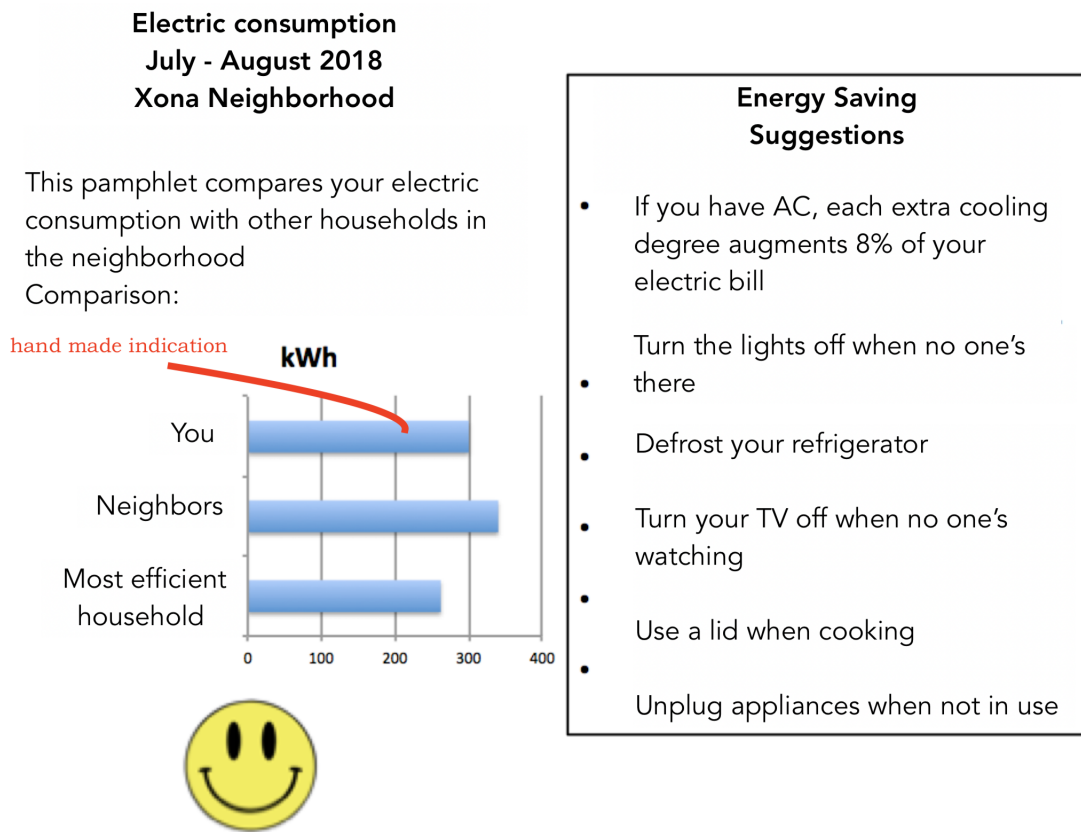 Electric consumption
July - August 2018
Xona Neighborhood
This pamphlet compares your electric
consumption with other households in
the neighborhood
Comparison:
hand made indication
kWh
You
Neighbors
Most efficient
household
0 100 200 300 400
Energy Saving
Suggestions
• If you have AC, each extra cooling
degree augments 8% of your
electric bill
Turn the lights off when no one's
• there
• Defrost your refrigerator
• Turn your TV off when no one's
watching
• Use a lid when cooking
• Unplug appliances when not in use